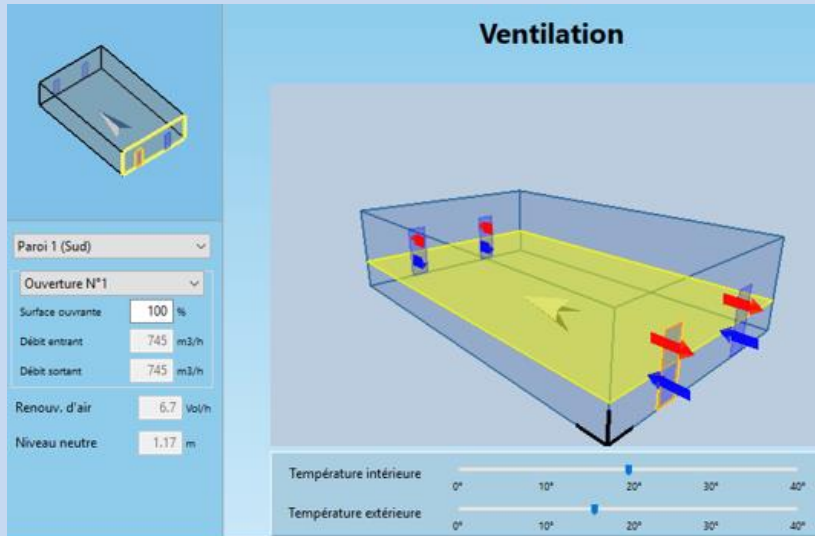 Ventilation
Paroi 1 (Sud)
Ouverture N°1
Surface ouvrante 100 %
Débit entrant 745 m3/h
Débit sortant 745 m3/h
Renouv. d'air 6.7 Vol/h
Niveau neutre 1.17 m
Température intérieure
0° 10° 20° 30° 40°
Température extérieure
0° 10° 20° 30° 40°